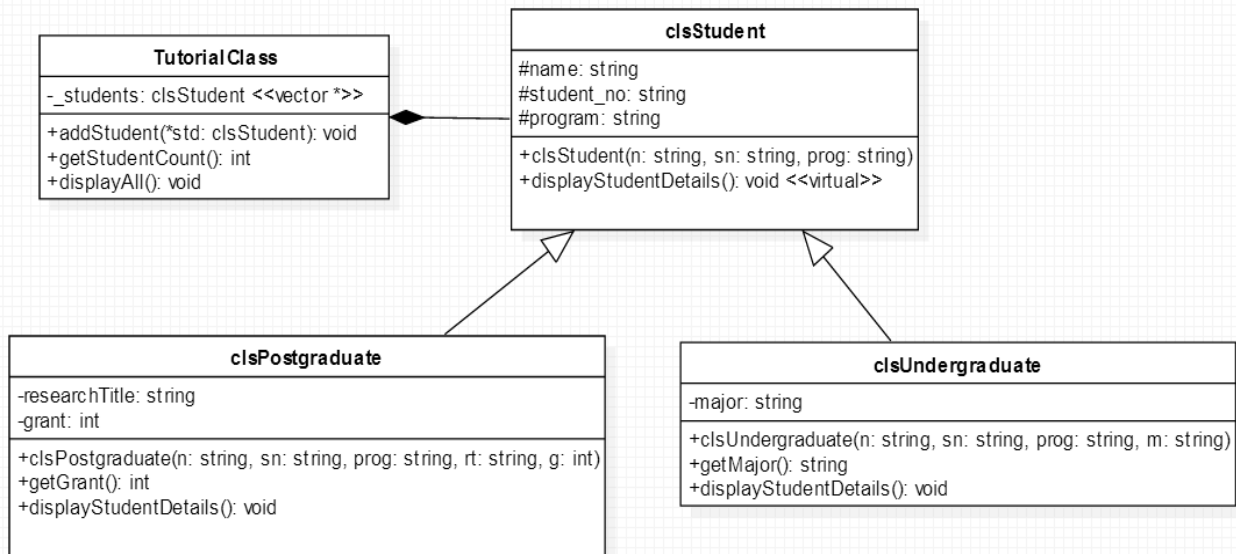 TutorialClass
-_students: clsStudent <<vector *>>
+addStudent(*std: clsStudent): void
+getStudentCount(): int
+displayAll(): void
clsStudent
#name: string
#student_no: string
#program: string
+clsStudent(n: string, sn: string, prog: string)
+displayStudentDetails(): void <<virtual>>
clsPostgraduate
-researchTitle: string
-grant: int
+clsPostgraduate(n: string, sn: string, prog: string, rt: string, g: int)
+getGrant(): int
+displayStudentDetails(): void
clsUndergraduate
-major: string
+clsUndergraduate(n: string, sn: string, prog: string, m: string)
+getMajor(): string
+displayStudentDetails(): void